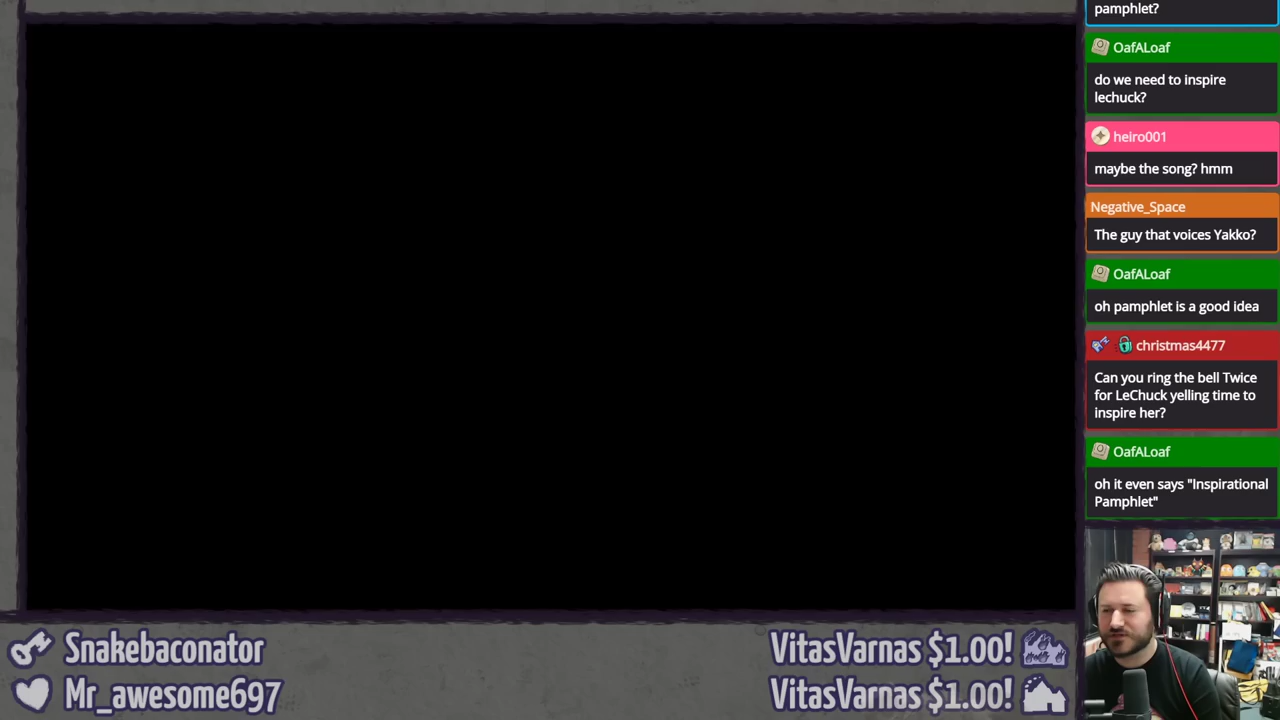 pamphlet?
OafALoaf
do we need to inspire
lechuck?
heiro001
maybe the song? hmm
Negative_Space
The guy that voices Yakko?
OafALoaf
oh pamphlet is a good idea
christmas4477
Can you ring the bell Twice
for LeChuck yelling time to
inspire her?
OafALoaf
oh it even says "Inspirational
Pamphlet"
Snakebaconator
VitasVarnas $1.00!
Mr_awesome697
VitasVarnas $1.00!